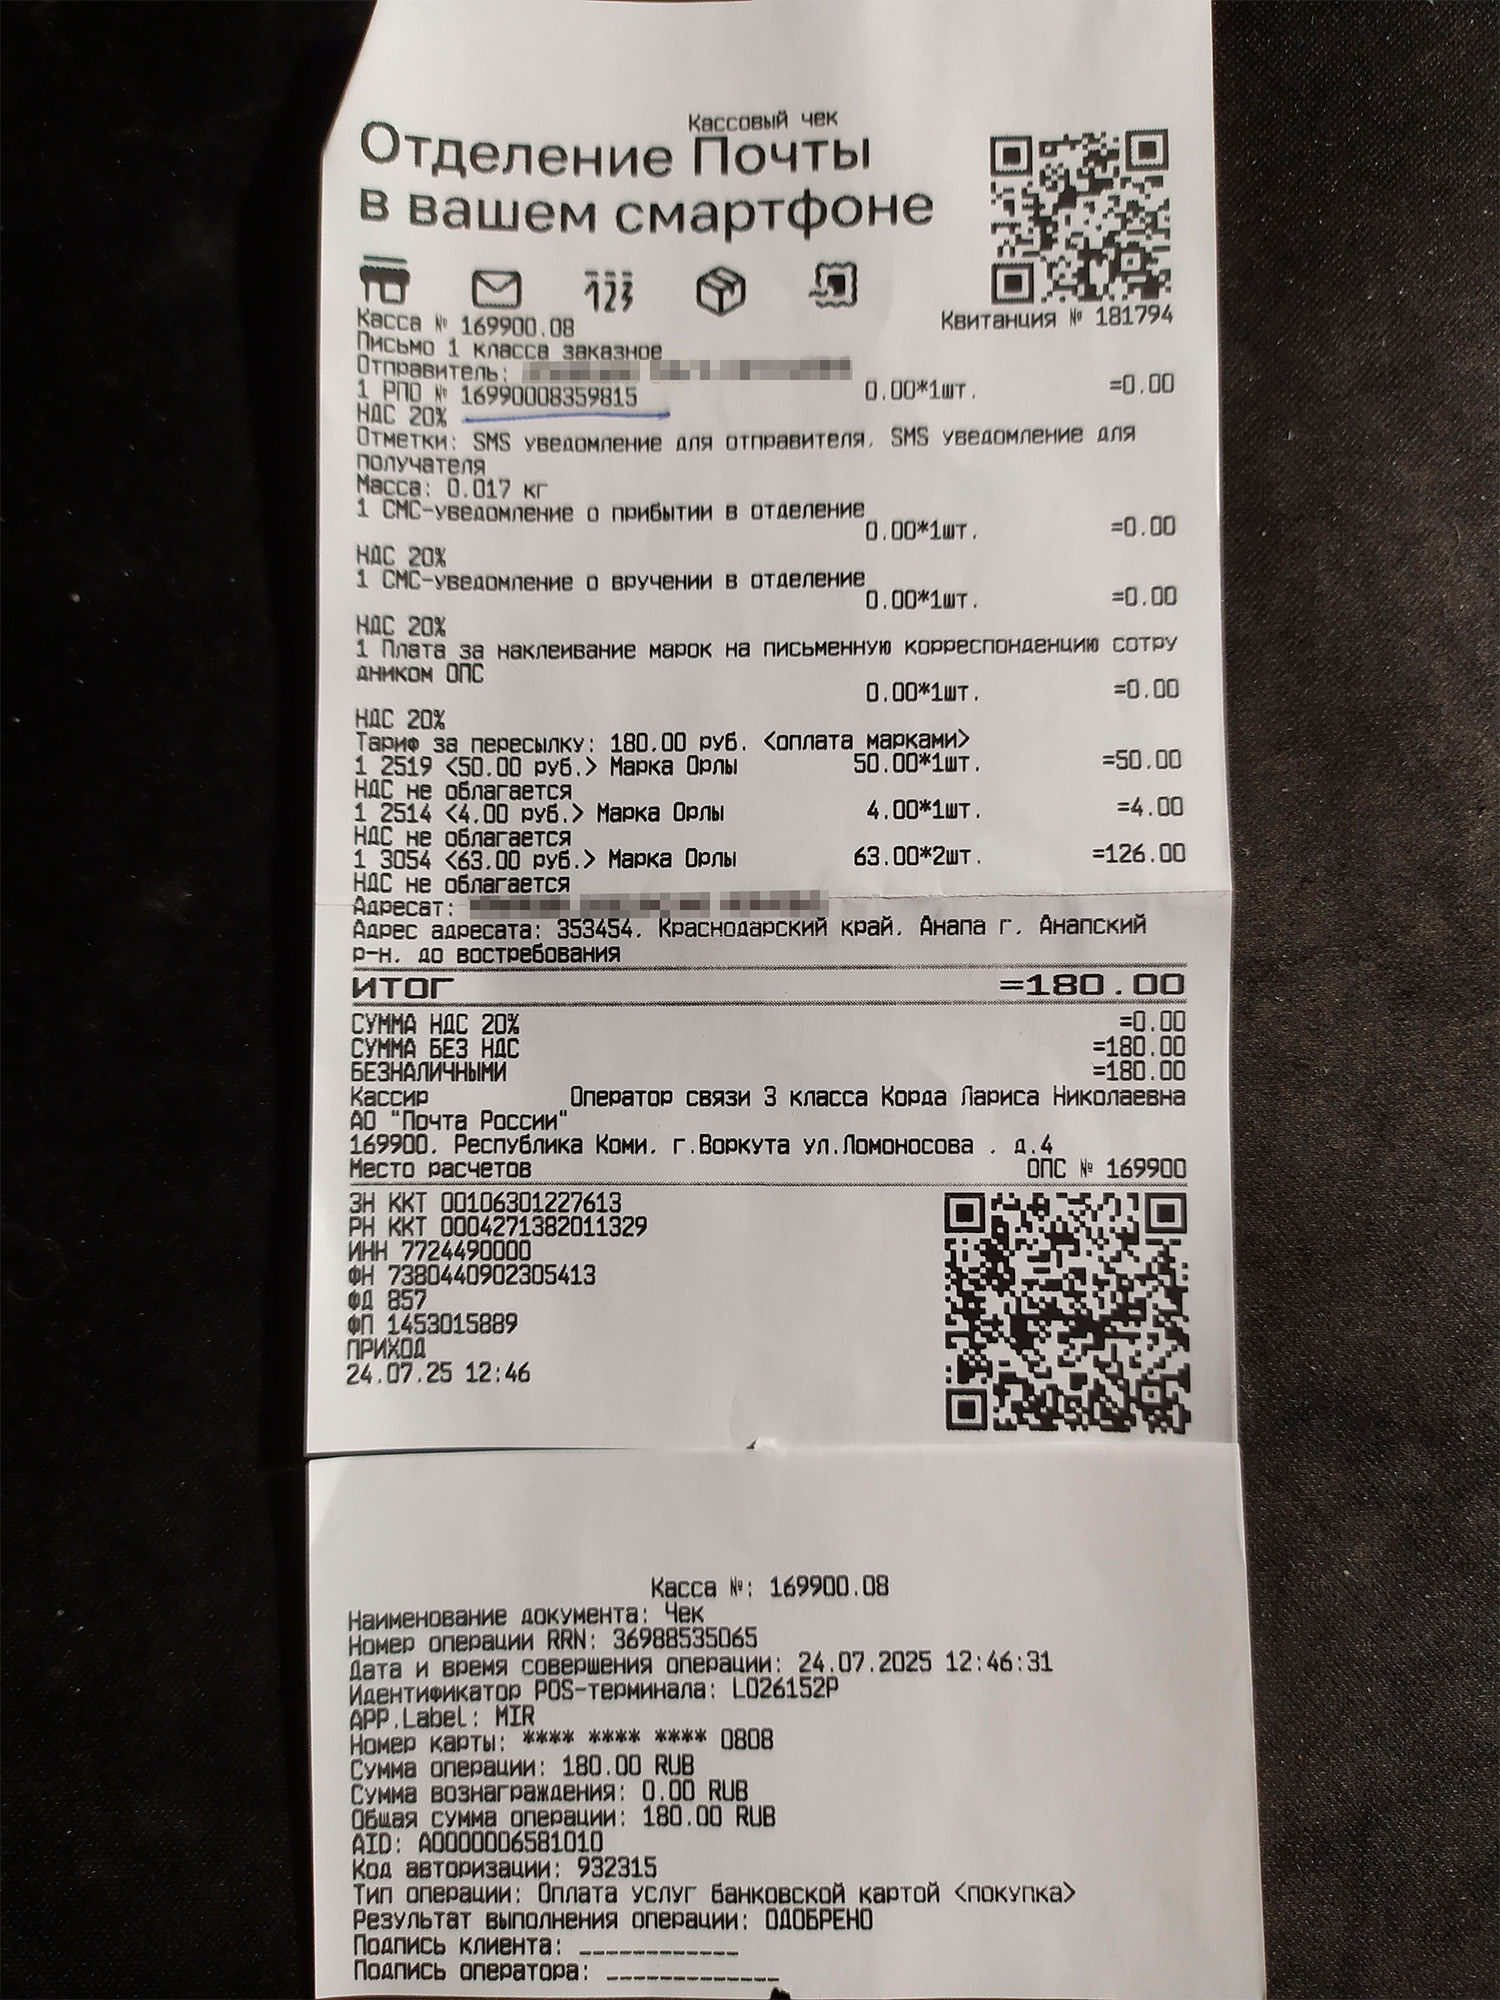 Кассовый чек
Отделение Почты
в вашем смартфоне
123
Касса № 169900.08
Квитанция № 181794
Письмо 1 класса заказное
Отправитель:
1 РПО № 16990008359815 0.00*1шт. =0.00
НДС 20%
Отметки: SMS уведомление для отправителя, SMS уведомление для
получателя
Масса: 0.017 кг
1 СМС-уведомление о прибытии в отделение
0.00*1шт. =0.00
НДС 20%
1 СМС-уведомление о вручении в отделение
0.00*1шт. =0.00
НДС 20%
1 Плата за наклеивание марок на письменную корреспонденцию сотру
дником ОПС
0.00*1шт. =0.00
НДС 20%
Тариф за пересылку: 180.00 руб. <оплата марками>
1 2519 <50.00 руб.> Марка Орлы 50.00*1шт. =50.00
НДС не облагается
1 2514 <4.00 руб.> Марка Орлы 4.00*1шт. =4.00
НДС не облагается
1 3054 <63.00 руб.> Марка Орлы 63.00*2шт. =126.00
НДС не облагается
Адресат:
Адрес адресата: 353454, Краснодарский край, Анапа г, Анапский
р-н, до востребования
ИТОГ =180.00
СУММА НДС 20% =0.00
СУММА БЕЗ НДС =180.00
БЕЗНАЛИЧНЫМИ =180.00
Кассир Оператор связи 3 класса Корда Лариса Николаевна
АО "Почта России"
169900, Республика Коми, г.Воркута ул.Ломоносова , д.4
Место расчетов ОПС № 169900
ЗН ККТ 00106301227613
РН ККТ 0004271382011329
ИНН 7724490000
ФН 7380440902305413
ФД 857
ФП 1453015889
ПРИХОД
24.07.25 12:46
Касса №: 169900.08
Наименование документа: Чек
Номер операции RRN: 36988535065
Дата и время совершения операции: 24.07.2025 12:46:31
Идентификатор POS-терминала: L026152P
APP.Label: MIR
Номер карты: **** **** **** 0808
Сумма операции: 180.00 RUB
Сумма вознаграждения: 0.00 RUB
Общая сумма операции: 180.00 RUB
AID: A0000006581010
Код авторизации: 932315
Тип операции: Оплата услуг банковской картой <покупка>
Результат выполнения операции: ОДОБРЕНО
Подпись клиента: ____________
Подпись оператора: _____________